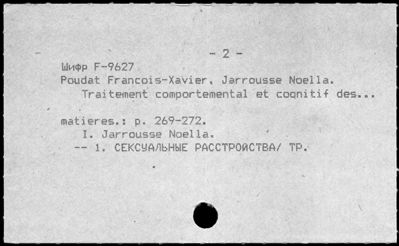 - 2 -
Шифр F-9627
Poudat Francois-Xavier, Jarrousse Noella.
Traitement comportemental et cognitif des...
matieres.: p. 269-272.
I. Jarrousse Noella.
-- 1. СЕКСУАЛЬНЫЕ РАССТРОЙСТВА/ ТР.